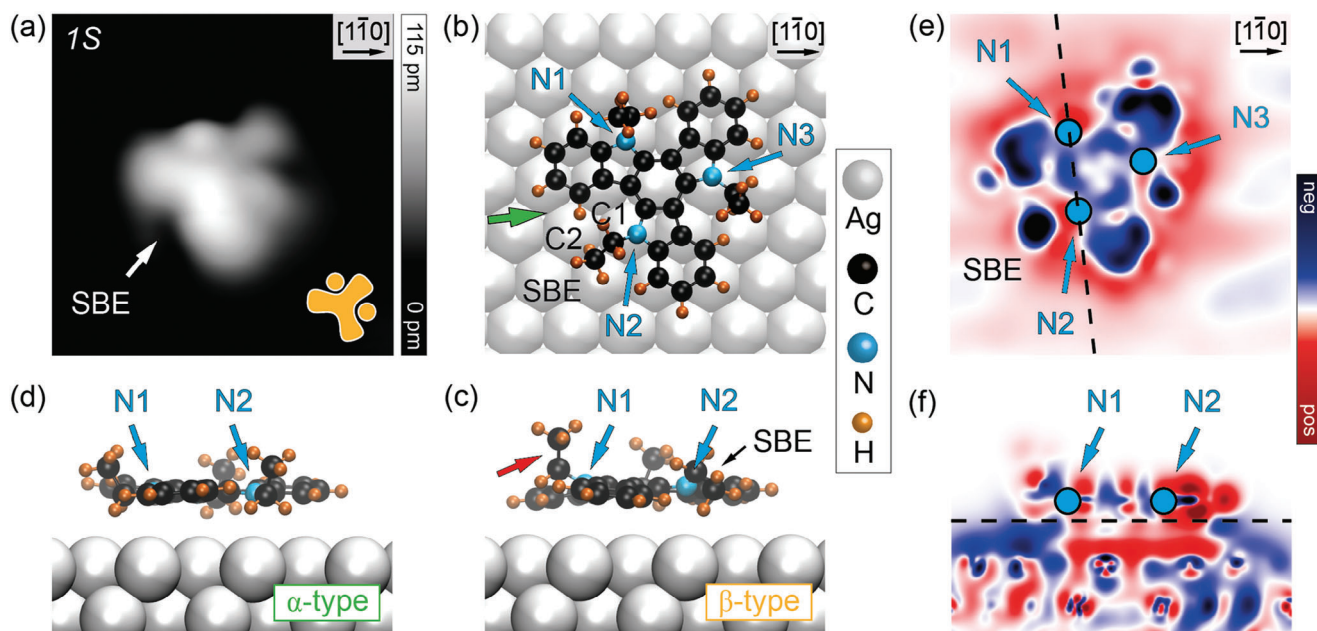 (a)
1S
[11̄0]
115 pm
0 pm
SBE
(b)
[11̄0]
N1
N3
C1
C2
SBE
N2
Ag
C
N
H
(e)
[11̄0]
N1
N3
SBE
N2
neg
pos
(d)
N1
N2
α-type
(c)
N1
N2
SBE
β-type
(f)
N1
N2